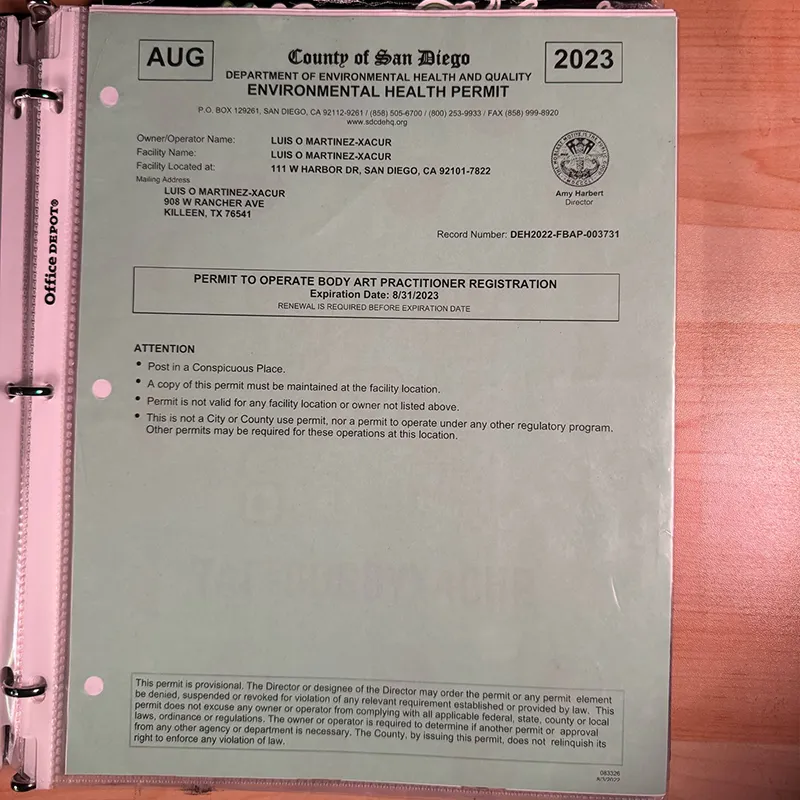 AUG
County of San Diego
2023
DEPARTMENT OF ENVIRONMENTAL HEALTH AND QUALITY
ENVIRONMENTAL HEALTH PERMIT
P.O. BOX 129261, SAN DIEGO, CA 92112-9261 / (858) 505-6700 / (800) 253-9933 / FAX (858) 999-8920
www.sdcdehq.org
Owner/Operator Name: LUIS O MARTINEZ-XACUR
Facility Name: LUIS O MARTINEZ-XACUR
Facility Located at: 111 W HARBOR DR, SAN DIEGO, CA 92101-7822
Mailing Address
LUIS O MARTINEZ-XACUR
908 W RANCHER AVE
KILLEEN, TX 76541
Amy Harbert
Director
Record Number: DEH2022-FBAP-003731
PERMIT TO OPERATE BODY ART PRACTITIONER REGISTRATION
Expiration Date: 8/31/2023
RENEWAL IS REQUIRED BEFORE EXPIRATION DATE
ATTENTION
• Post in a Conspicuous Place.
• A copy of this permit must be maintained at the facility location.
• Permit is not valid for any facility location or owner not listed above.
• This is not a City or County use permit, nor a permit to operate under any other regulatory program.
Other permits may be required for these operations at this location.
This permit is provisional. The Director or designee of the Director may order the permit or any permit element
be denied, suspended or revoked for violation of any relevant requirement established or provided by law. This
permit does not excuse any owner or operator from complying with all applicable federal, state, county or local
laws, ordinance or regulations. The owner or operator is required to determine if another permit or approval
from any other agency or department is necessary. The County, by issuing this permit, does not relinquish its
right to enforce any violation of law.
083326
8/3/2022
Office DEPOT®